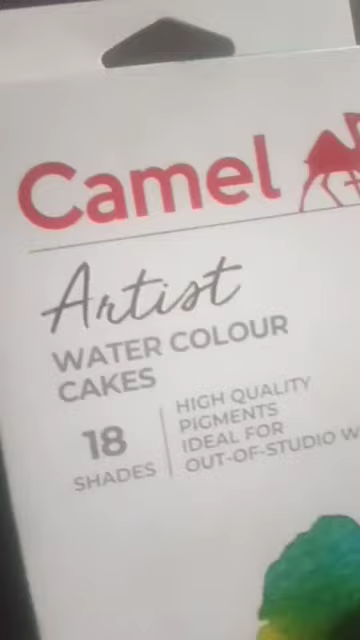 Camel
Artist
WATER COLOUR
CAKES
18
SHADES
HIGH QUALITY
PIGMENTS
IDEAL FOR
OUT-OF-STUDIO